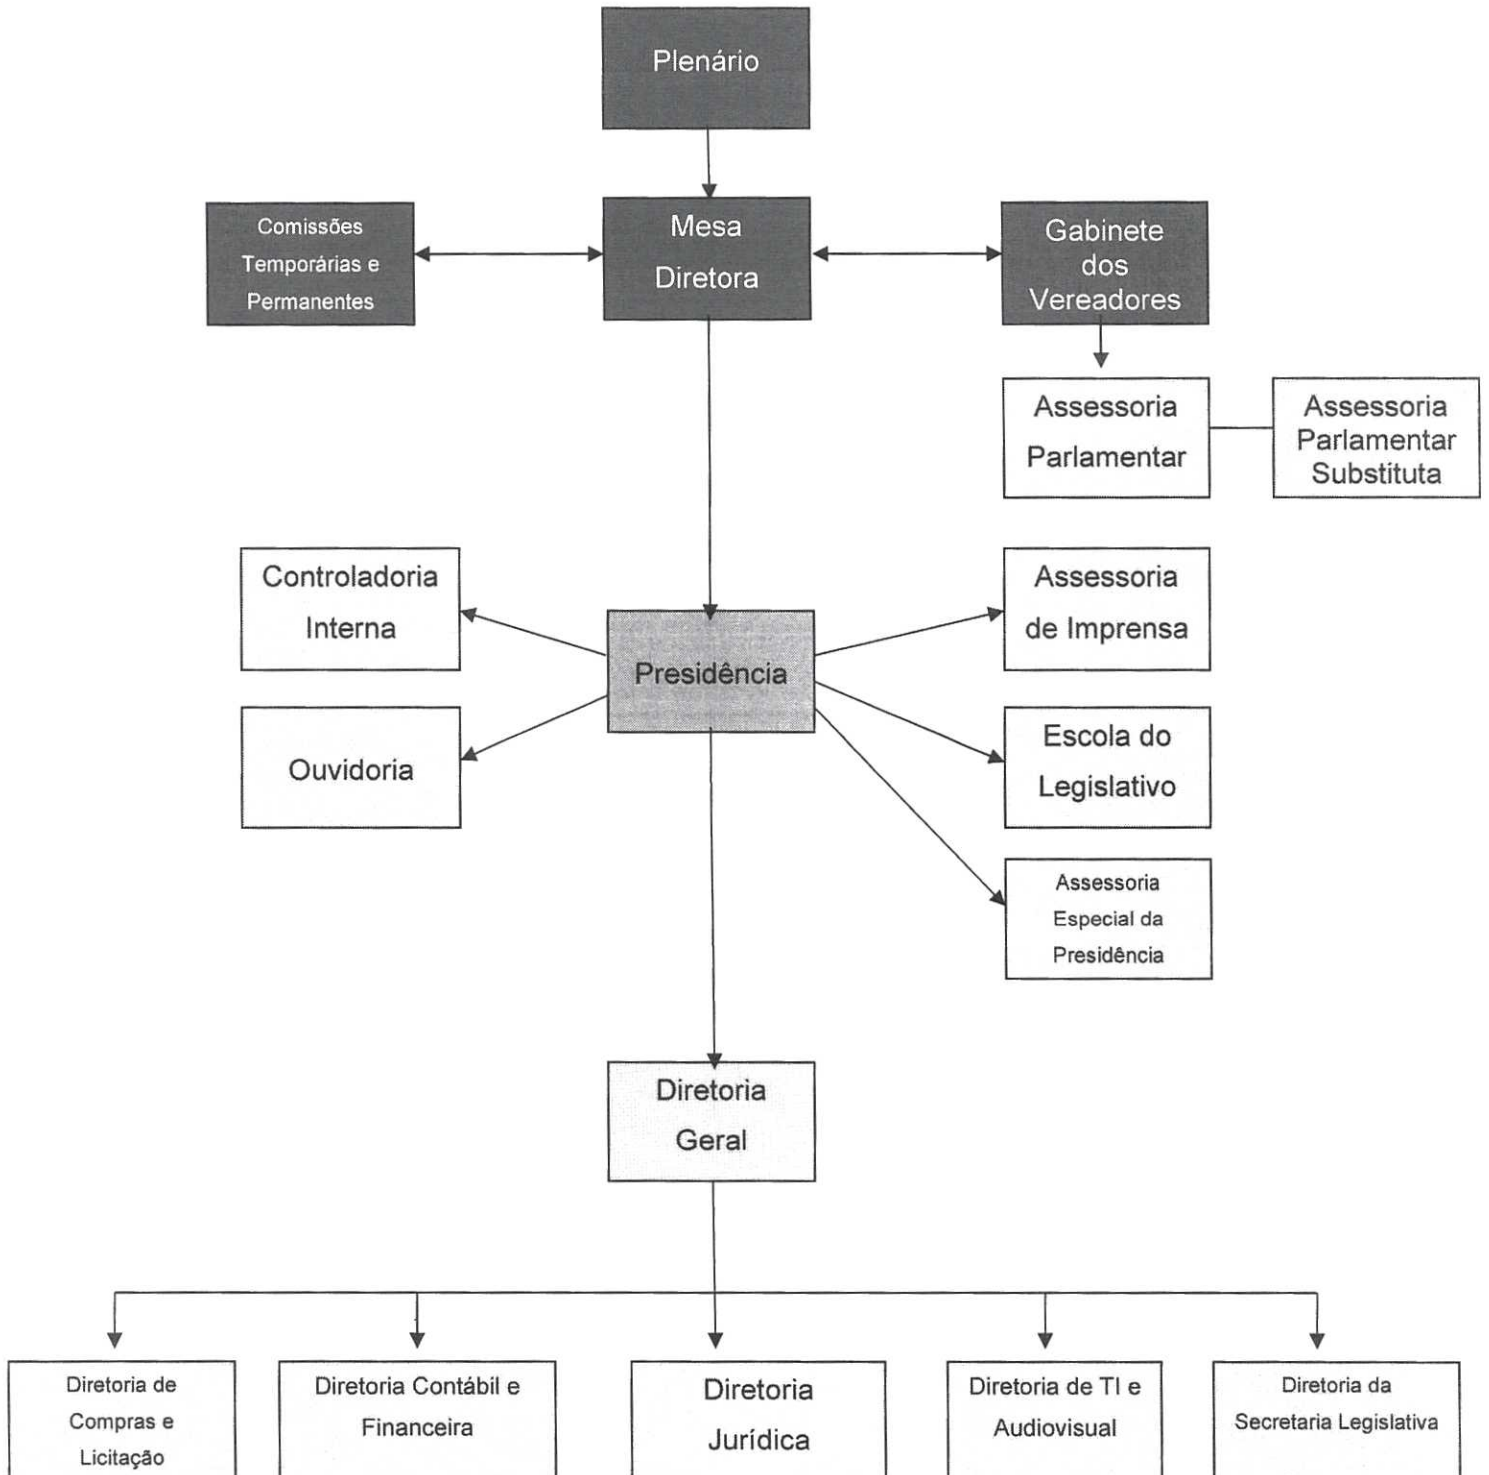 Plenário
Comissões
Temporárias e
Permanentes
Mesa
Diretora
Gabinete
dos
Vereadores
Assessoria
Parlamentar
Assessoria
Parlamentar
Substituta
Controladoria
Interna
Assessoria
de Imprensa
Presidência
Ouvidoria
Escola do
Legislativo
Assessoria
Especial da
Presidência
Diretoria
Geral
Diretoria de
Compras e
Licitação
Diretoria Contábil e
Financeira
Diretoria
Jurídica
Diretoria de TI e
Audiovisual
Diretoria da
Secretaria Legislativa